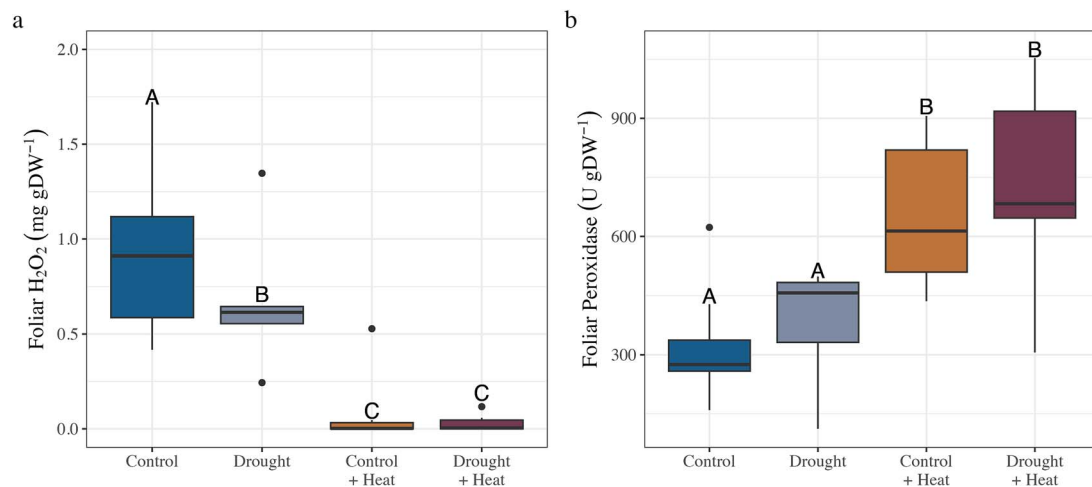 a
2.0
1.5
1.0
0.5
0.0
Foliar H₂O₂ (mg gDW⁻¹)
A
B
C
C
Control
Drought
Control
+ Heat
Drought
+ Heat
b
900
600
300
Foliar Peroxidase (U gDW⁻¹)
A
A
B
B
Control
Drought
Control
+ Heat
Drought
+ Heat